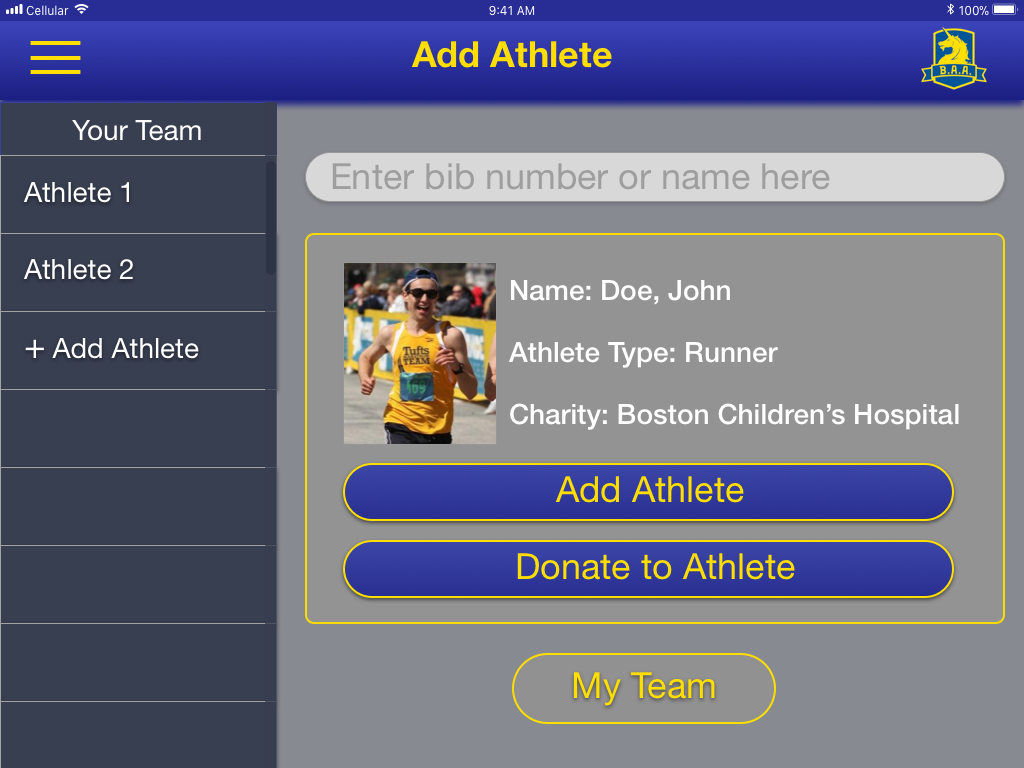 Cellular 9:41 AM 100%
Add Athlete
B.A.A.
Your Team
Athlete 1
Athlete 2
+ Add Athlete
Enter bib number or name here
Tufts
TEAM
Name: Doe, John
Athlete Type: Runner
Charity: Boston Children’s Hospital
Add Athlete
Donate to Athlete
My Team